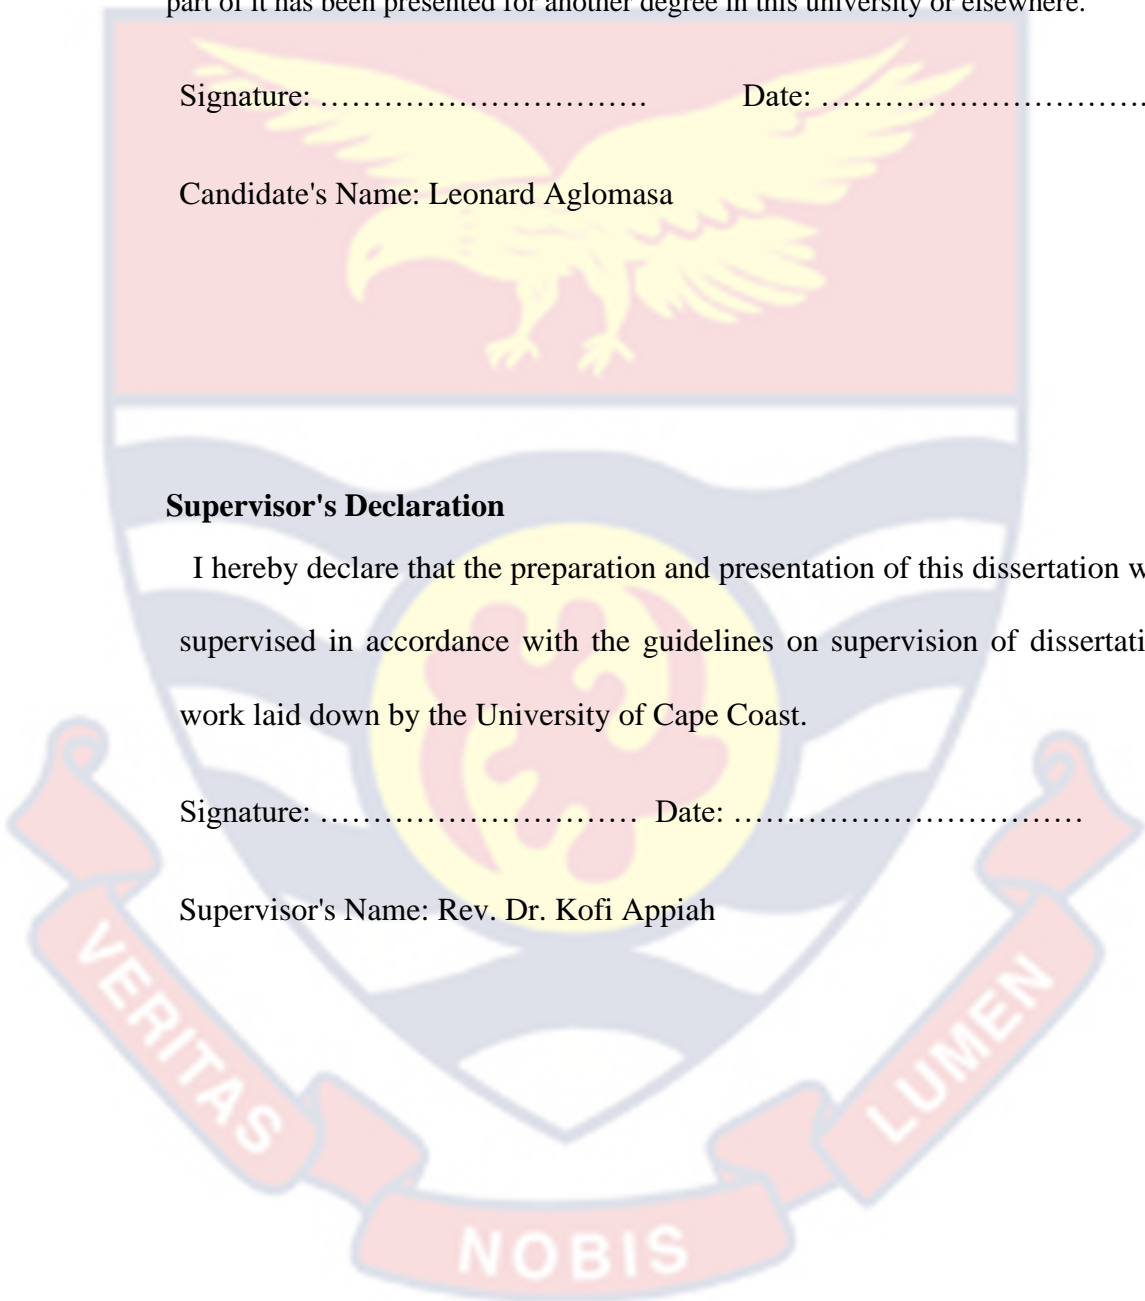 part of it has been presented for another degree in this university or elsewhere.
Signature: …………………………. Date: ………………………….
Candidate's Name: Leonard Aglomasa
Supervisor's Declaration
I hereby declare that the preparation and presentation of this dissertation w
supervised in accordance with the guidelines on supervision of dissertati
work laid down by the University of Cape Coast.
Signature: ………………………… Date: ……………………………
Supervisor's Name: Rev. Dr. Kofi Appiah
VERITAS
NOBIS
LUMEN